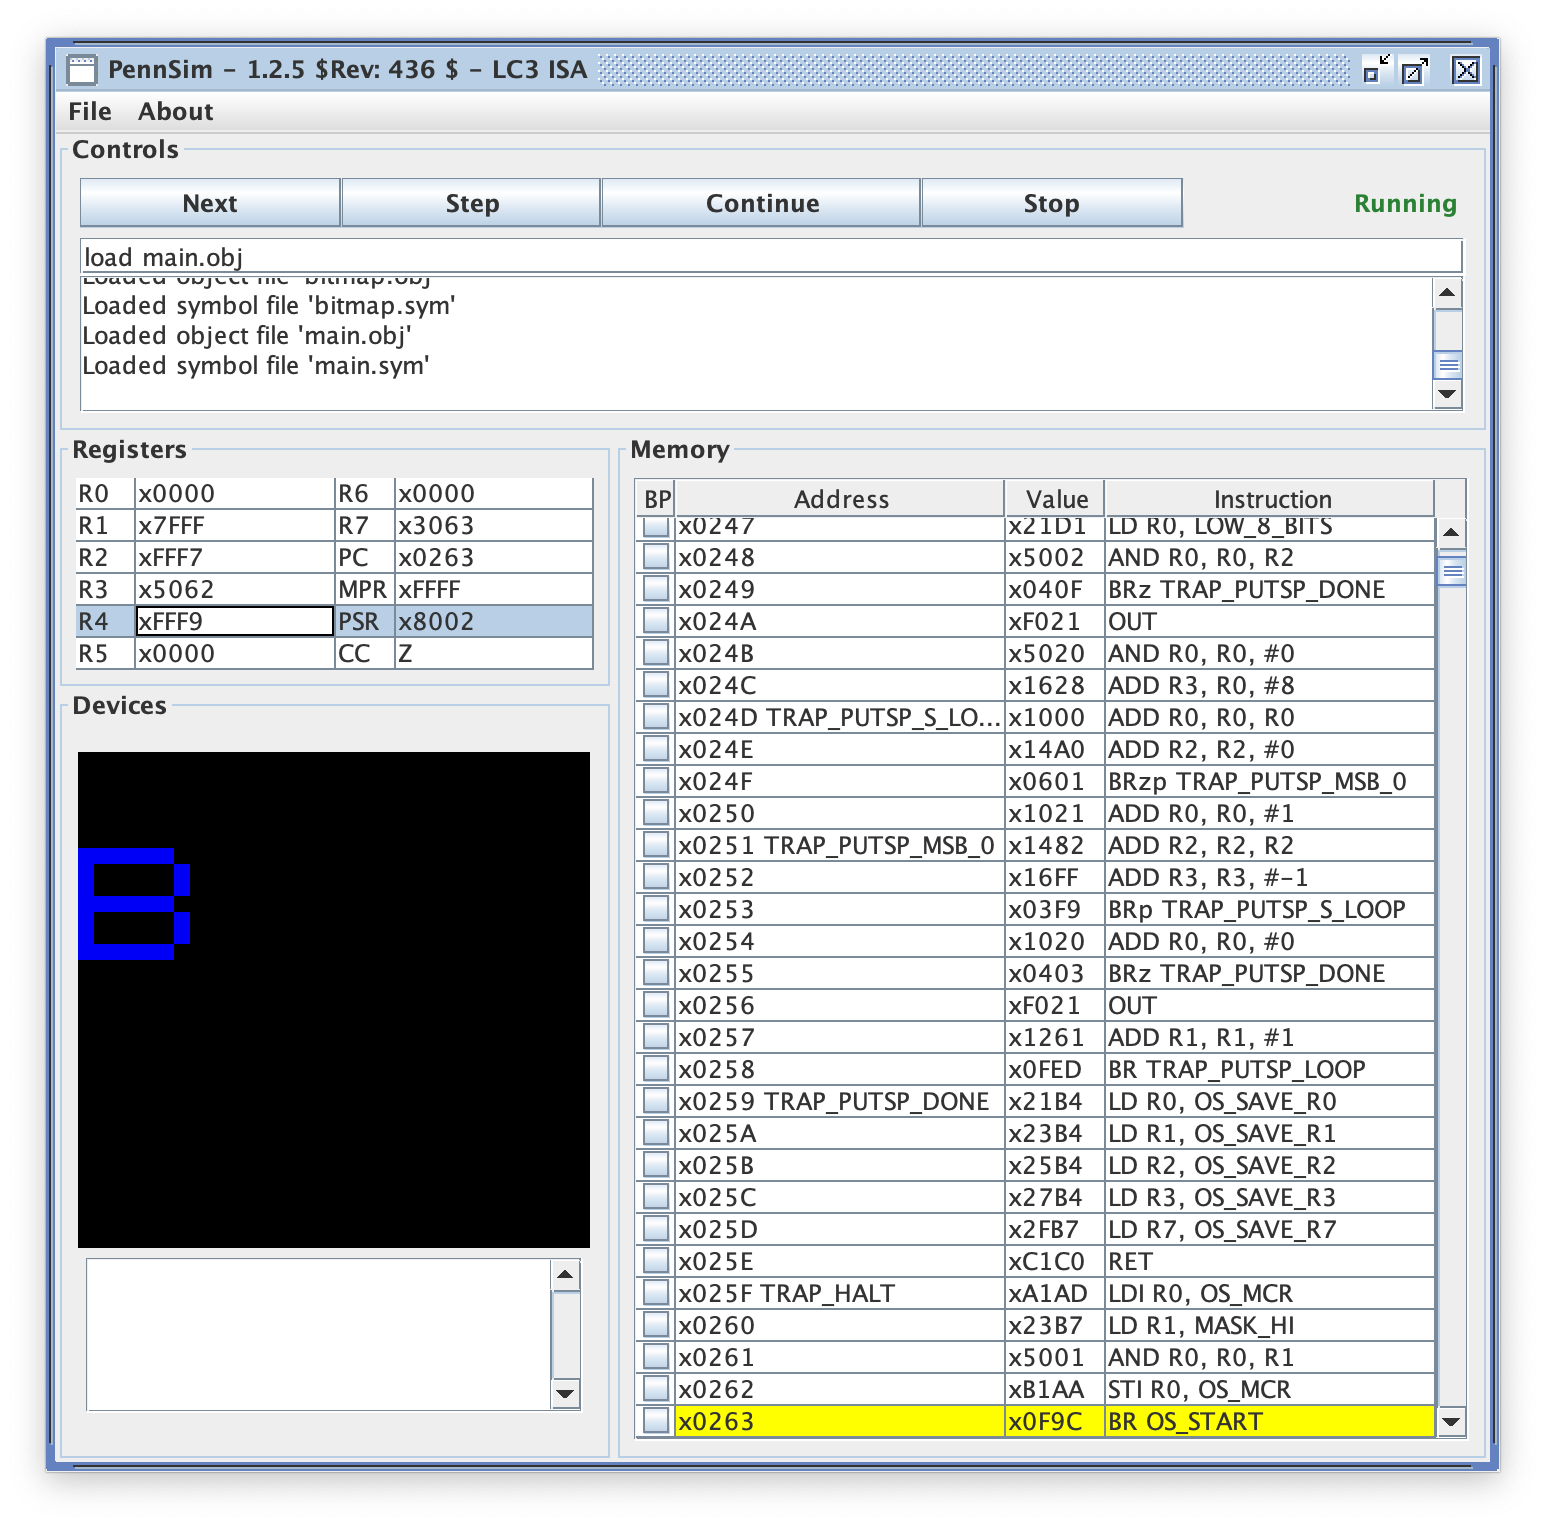 PennSim - 1.2.5 $Rev: 436 $ - LC3 ISA
File About
Controls
Next Step Continue Stop Running
load main.obj
Loaded object file 'bitmap.obj'
Loaded symbol file 'bitmap.sym'
Loaded object file 'main.obj'
Loaded symbol file 'main.sym'
Registers
R0 x0000 R6 x0000
R1 x7FFF R7 x3063
R2 xFFF7 PC x0263
R3 x5062 MPR xFFFF
R4 xFFF9 PSR x8002
R5 x0000 CC Z
Devices
B
Memory
BP Address Value Instruction
x0247 x21D1 LD R0, LOW_8_BITS
x0248 x5002 AND R0, R0, R2
x0249 x040F BRz TRAP_PUTSP_DONE
x024A xF021 OUT
x024B x5020 AND R0, R0, #0
x024C x1628 ADD R3, R0, #8
x024D TRAP_PUTSP_S_LO... x1000 ADD R0, R0, R0
x024E x14A0 ADD R2, R2, #0
x024F x0601 BRzp TRAP_PUTSP_MSB_0
x0250 x1021 ADD R0, R0, #1
x0251 TRAP_PUTSP_MSB_0 x1482 ADD R2, R2, R2
x0252 x16FF ADD R3, R3, #-1
x0253 x03F9 BRp TRAP_PUTSP_S_LOOP
x0254 x1020 ADD R0, R0, #0
x0255 x0403 BRz TRAP_PUTSP_DONE
x0256 xF021 OUT
x0257 x1261 ADD R1, R1, #1
x0258 x0FED BR TRAP_PUTSP_LOOP
x0259 TRAP_PUTSP_DONE x21B4 LD R0, OS_SAVE_R0
x025A x23B4 LD R1, OS_SAVE_R1
x025B x25B4 LD R2, OS_SAVE_R2
x025C x27B4 LD R3, OS_SAVE_R3
x025D x2FB7 LD R7, OS_SAVE_R7
x025E xC1C0 RET
x025F TRAP_HALT xA1AD LDI R0, OS_MCR
x0260 x23B7 LD R1, MASK_HI
x0261 x5001 AND R0, R0, R1
x0262 xB1AA STI R0, OS_MCR
x0263 x0F9C BR OS_START